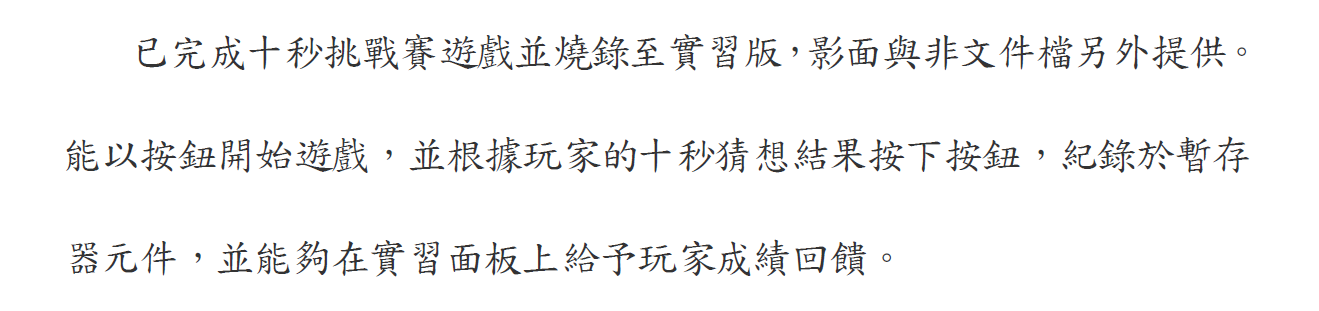 已完成十秒挑戰賽遊戲並燒錄至實習版，影面與非文件檔另外提供。
能以按鈕開始遊戲，並根據玩家的十秒猜想結果按下按鈕，紀錄於暫存
器元件，並能夠在實習面板上給予玩家成績回饋。